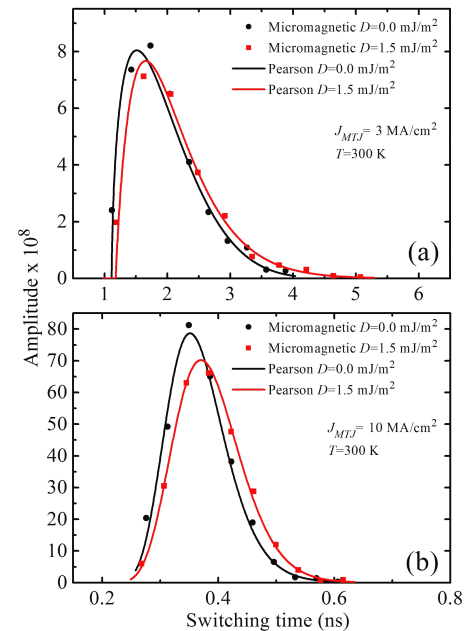 Micromagnetic D=0.0 mJ/m²
Micromagnetic D=1.5 mJ/m²
Pearson D=0.0 mJ/m²
Pearson D=1.5 mJ/m²
J_MTJ= 3 MA/cm²
T=300 K
(a)
8
6
4
2
0
1 2 3 4 5 6
Amplitude x 10⁸
Micromagnetic D=0.0 mJ/m²
Micromagnetic D=1.5 mJ/m²
Pearson D=0.0 mJ/m²
Pearson D=1.5 mJ/m²
J_MTJ= 10 MA/cm²
T=300 K
(b)
80
70
60
50
40
30
20
10
0
0.2 0.4 0.6 0.8
Switching time (ns)